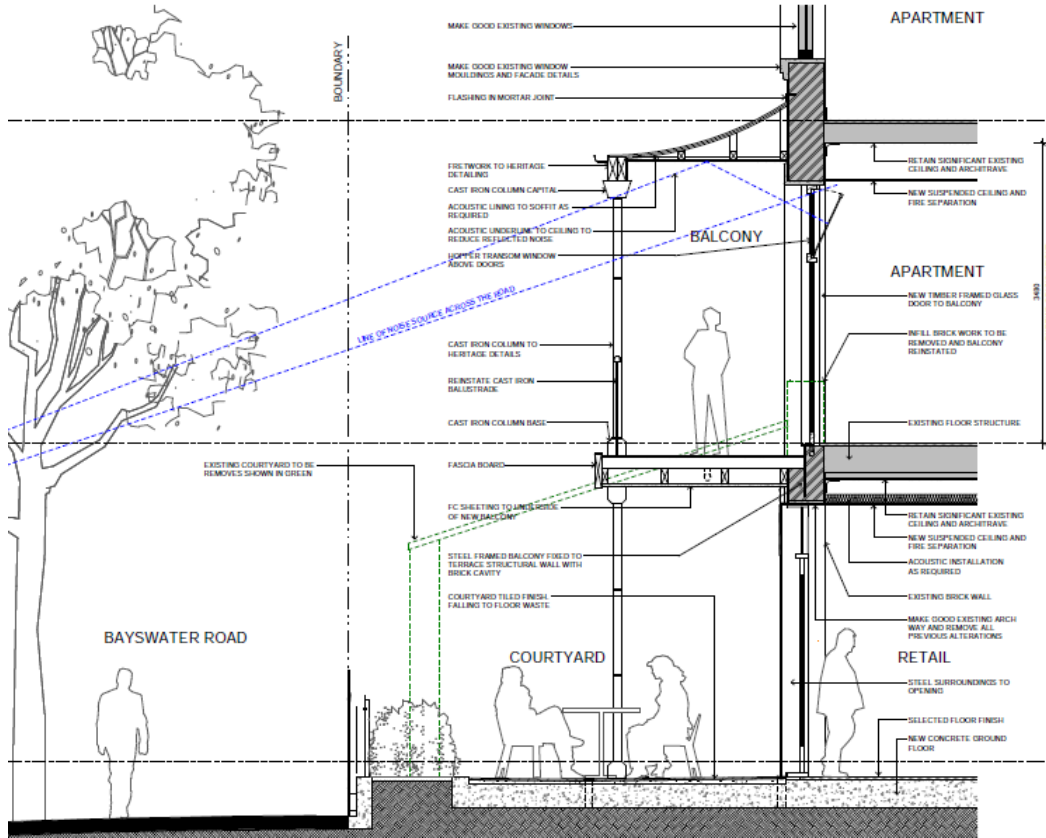 APARTMENT
MAKE GOOD EXISTING WINDOWS
BOUNDARY
MAKE GOOD EXISTING WINDOW
MOULDINGS AND FACADE DETAILS
FLASHING IN MORTAR JOINT
FRETWORK TO HERITAGE
DETAILING
CAST IRON COLUMN CAPITAL
ACOUSTIC LINING TO SOFFIT AS
REQUIRED
ACOUSTIC UNDERLINE TO CEILING TO
REDUCE REFLECTED NOISE
HOPPER TRANSOM WINDOW
ABOVE DOORS
BALCONY
RETAIN SIGNIFICANT EXISTING
CEILING AND ARCHITRAVE
NEW SUSPENDED CEILING AND
FIRE SEPARATION
APARTMENT
NEW TIMBER FRAMED GLASS
DOOR TO BALCONY
3480
INFILL BRICK WORK TO BE
REMOVED AND BALCONY
REINSTATED
LINE OF NOISE SOURCE ACROSS THE ROAD
CAST IRON COLUMN TO
HERITAGE DETAILS
REINSTATE CAST IRON
BALUSTRADE
CAST IRON COLUMN BASE
EXISTING FLOOR STRUCTURE
EXISTING COURTYARD TO BE
REMOVES SHOWN IN GREEN
FASCIA BOARD
FC SHEETING TO UNDERSIDE
OF NEW BALCONY
STEEL FRAMED BALCONY FIXED TO
TERRACE STRUCTURAL WALL WITH
BRICK CAVITY
COURTYARD TILED FINISH
FALLING TO FLOOR WASTE
RETAIN SIGNIFICANT EXISTING
CEILING AND ARCHITRAVE
NEW SUSPENDED CEILING AND
FIRE SEPARATION
ACOUSTIC INSTALLATION
AS REQUIRED
EXISTING BRICK WALL
MAKE GOOD EXISTING ARCH
WAY AND REMOVE ALL
PREVIOUS ALTERATIONS
BAYSWATER ROAD
COURTYARD
RETAIL
STEEL SURROUNDINGS TO
OPENING
SELECTED FLOOR FINISH
NEW CONCRETE GROUND
FLOOR